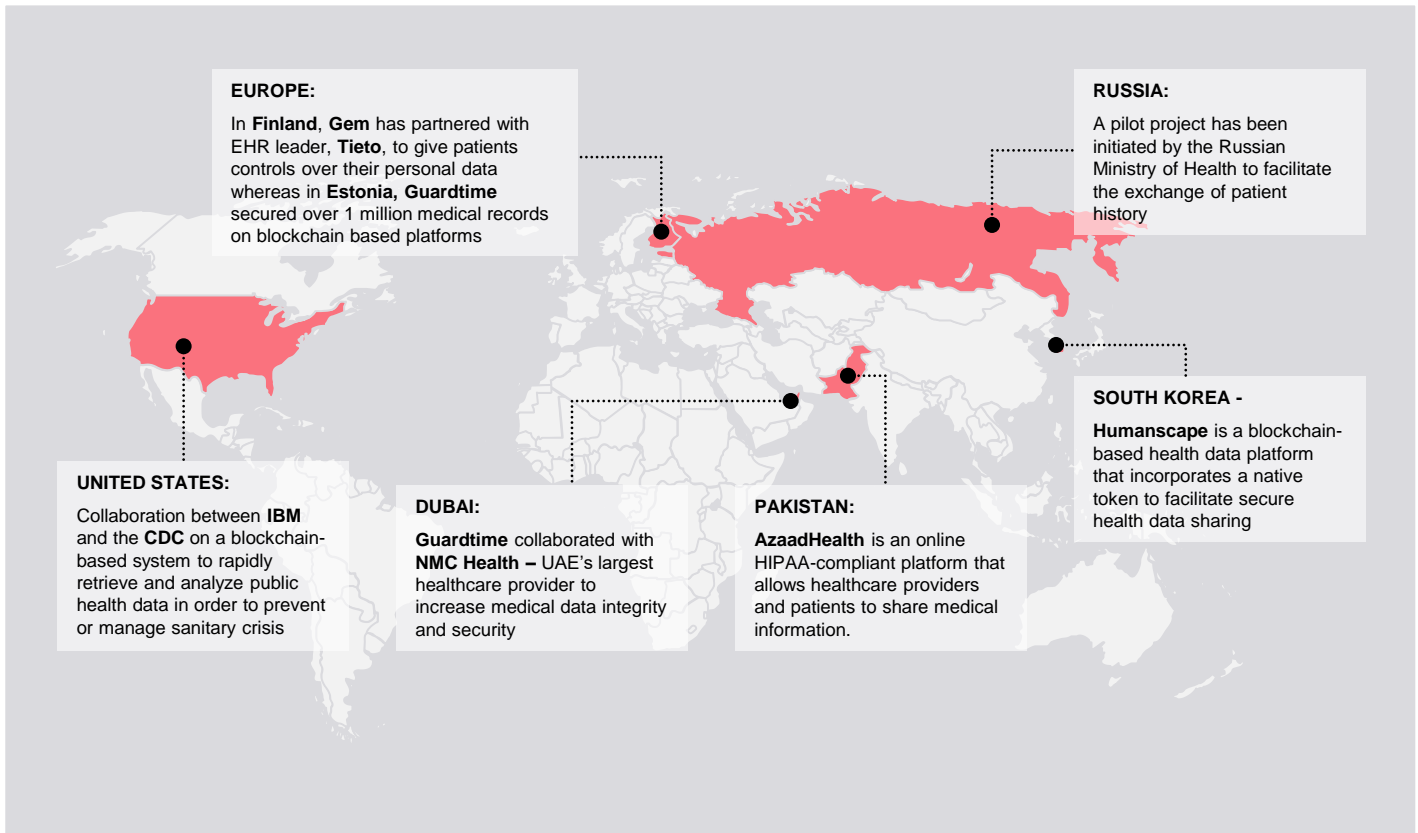 EUROPE:
In Finland, Gem has partnered with
EHR leader, Tieto, to give patients
controls over their personal data
whereas in Estonia, Guardtime
secured over 1 million medical records
on blockchain based platforms
RUSSIA:
A pilot project has been
initiated by the Russian
Ministry of Health to facilitate
the exchange of patient
history
UNITED STATES:
Collaboration between IBM
and the CDC on a blockchain-
based system to rapidly
retrieve and analyze public
health data in order to prevent
or manage sanitary crisis
DUBAI:
Guardtime collaborated with
NMC Health – UAE’s largest
healthcare provider to
increase medical data integrity
and security
PAKISTAN:
AzaadHealth is an online
HIPAA-compliant platform that
allows healthcare providers
and patients to share medical
information.
SOUTH KOREA -
Humanscape is a blockchain-
based health data platform
that incorporates a native
token to facilitate secure
health data sharing